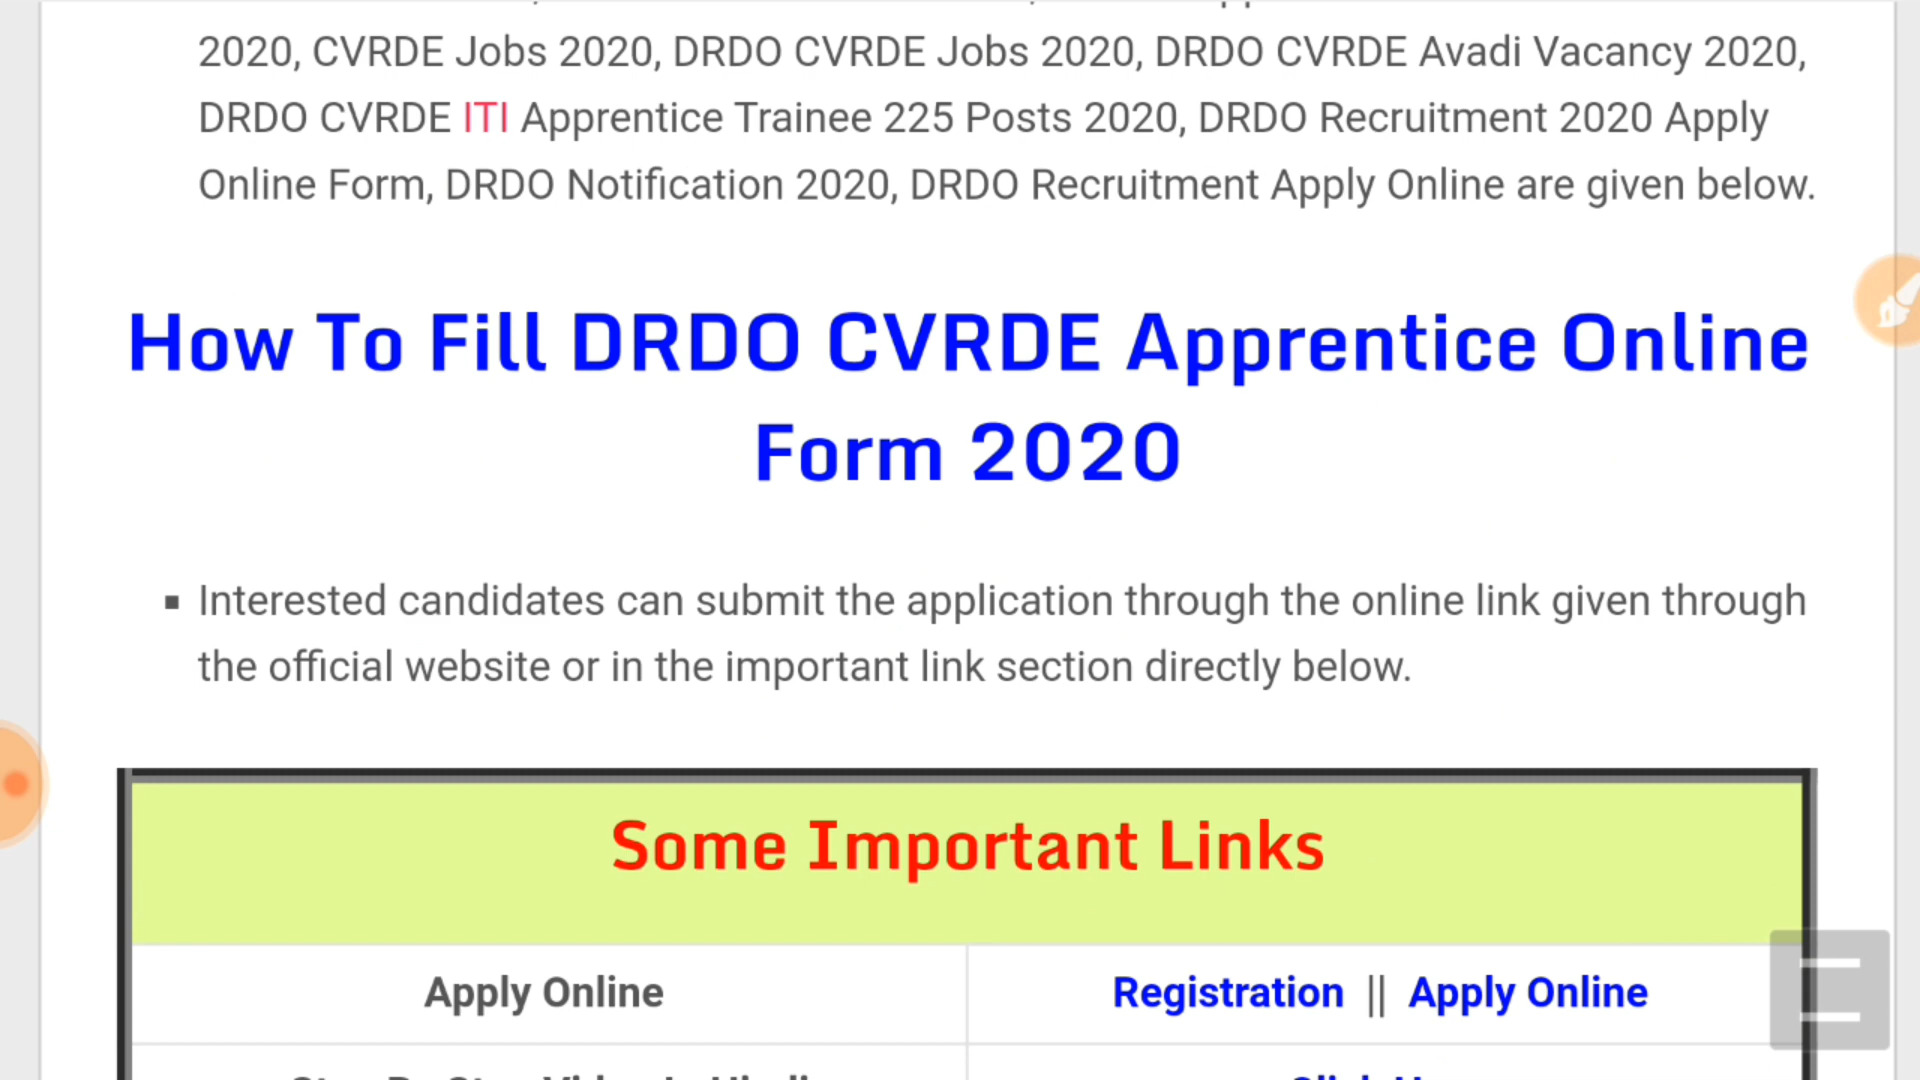 2020, CVRDE Jobs 2020, DRDO CVRDE Jobs 2020, DRDO CVRDE Avadi Vacancy 2020,
DRDO CVRDE ITI Apprentice Trainee 225 Posts 2020, DRDO Recruitment 2020 Apply
Online Form, DRDO Notification 2020, DRDO Recruitment Apply Online are given below.
How To Fill DRDO CVRDE Apprentice Online
Form 2020
▪ Interested candidates can submit the application through the online link given through
the official website or in the important link section directly below.
Some Important Links
Apply Online Registration || Apply Online